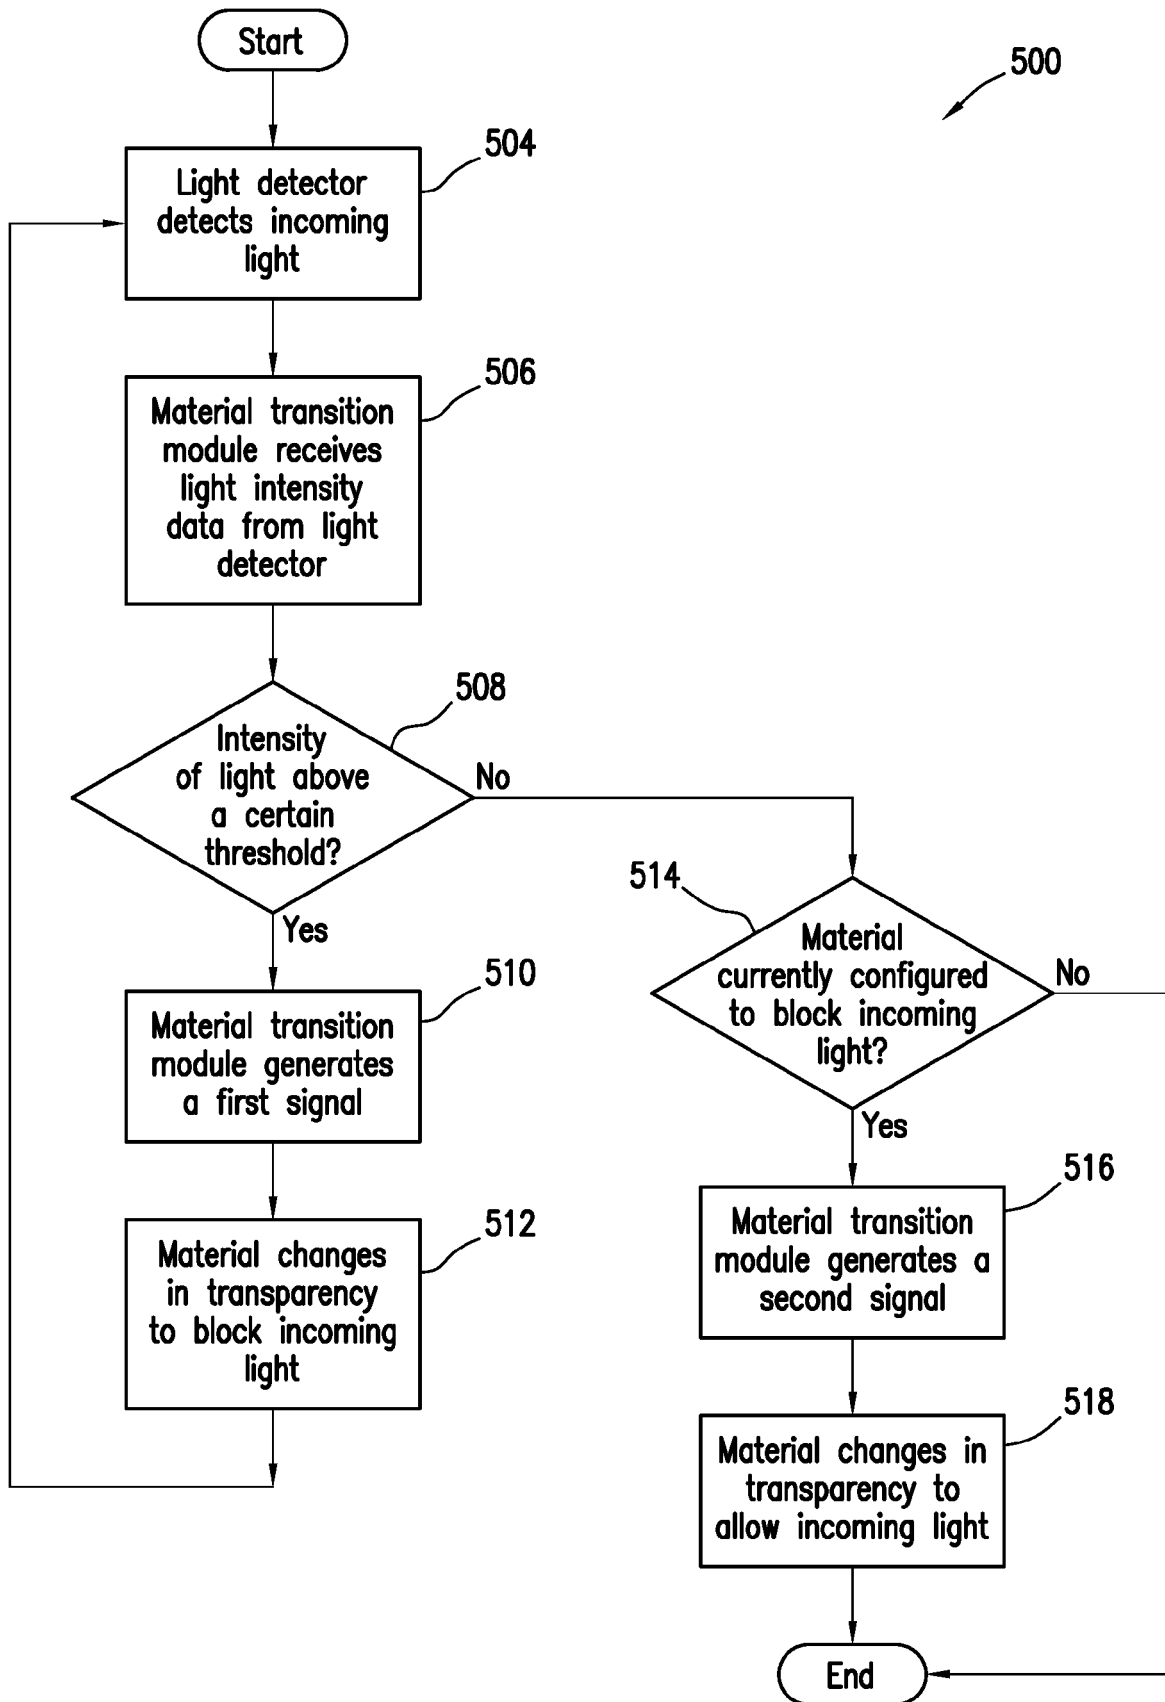 Start
500
504
Light detector
detects incoming
light
506
Material transition
module receives
light intensity
data from light
detector
508
Intensity
of light above
a certain
threshold?
No
Yes
510
Material transition
module generates
a first signal
512
Material changes
in transparency
to block incoming
light
514
Material
currently configured
to block incoming
light?
No
Yes
516
Material transition
module generates a
second signal
518
Material changes in
transparency to
allow incoming light
End